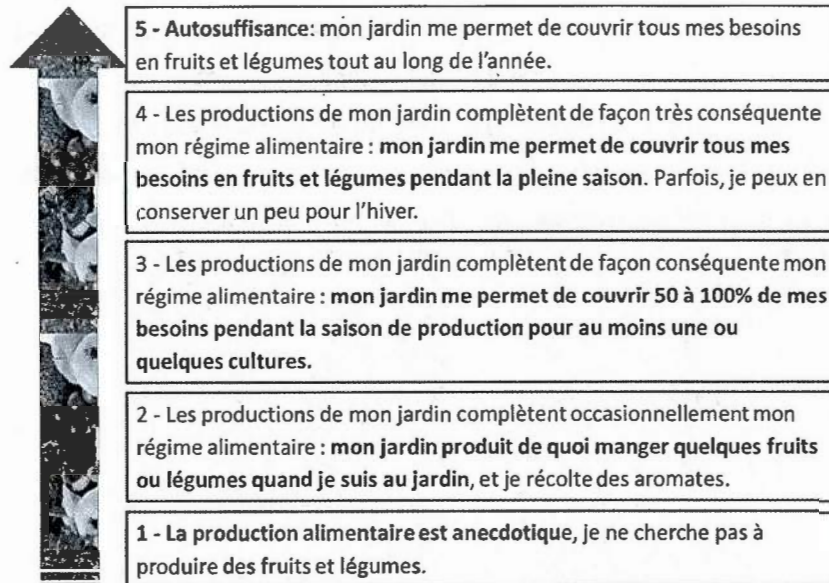 5 - Autosuffisance: mon jardin me permet de couvrir tous mes besoins
en fruits et légumes tout au long de l'année.
4 - Les productions de mon jardin complètent de façon très conséquente
mon régime alimentaire : mon jardin me permet de couvrir tous mes
besoins en fruits et légumes pendant la pleine saison. Parfois, je peux en
conserver un peu pour l'hiver.
3 - Les productions de mon jardin complètent de façon conséquente mon
régime alimentaire : mon jardin me permet de couvrir 50 à 100% de mes
besoins pendant la saison de production pour au moins une ou
quelques cultures.
2 - Les productions de mon jardin complètent occasionnellement mon
régime alimentaire : mon jardin produit de quoi manger quelques fruits
ou légumes quand je suis au jardin, et je récolte des aromates.
1 - La production alimentaire est anecdotique, je ne cherche pas à
produire des fruits et légumes.